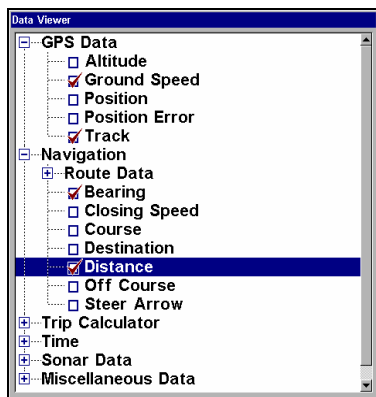 Data Viewer
GPS Data
Altitude
Ground Speed
Position
Position Error
Track
Navigation
Route Data
Bearing
Closing Speed
Course
Destination
Distance
Off Course
Steer Arrow
Trip Calculator
Time
Sonar Data
Miscellaneous Data